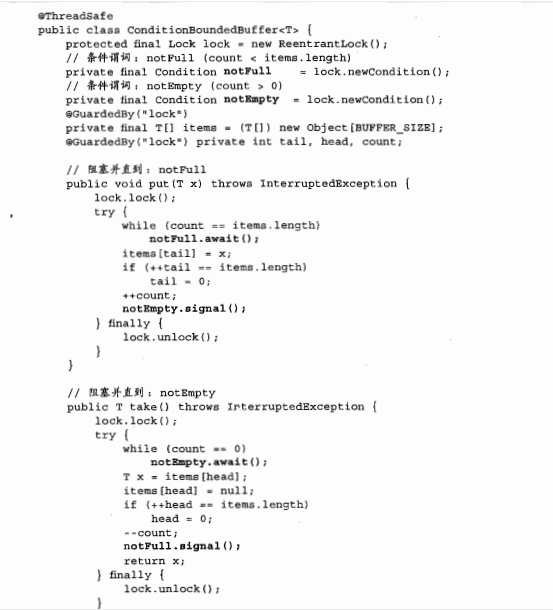 @ThreadSafe
public class ConditionBoundedBuffer<T> {
    protected final Lock lock = new ReentrantLock();
    // 条件谓词：notFull (count < items.length)
    private final Condition notFull    = lock.newCondition();
    // 条件谓词：notEmpty (count > 0)
    private final Condition notEmpty  = lock.newCondition();
    @GuardedBy("lock")
    private final T[] items = (T[]) new Object[BUFFER_SIZE];
    @GuardedBy("lock") private int tail, head, count;

    // 阻塞并直到：notFull
    public void put(T x) throws InterruptedException {
        lock.lock();
        try {
            while (count == items.length)
                notFull.await();
            items[tail] = x;
            if (++tail == items.length)
                tail = 0;
            ++count;
            notEmpty.signal();
        } finally {
            lock.unlock();
        }
    }

    // 阻塞并直到：notEmpty
    public T take() throws InterruptedException {
        lock.lock();
        try {
            while (count == 0)
                notEmpty.await();
            T x = items[head];
            items[head] = null;
            if (++head == items.length)
                head = 0;
            --count;
            notFull.signal();
            return x;
        } finally {
            lock.unlock();
        }